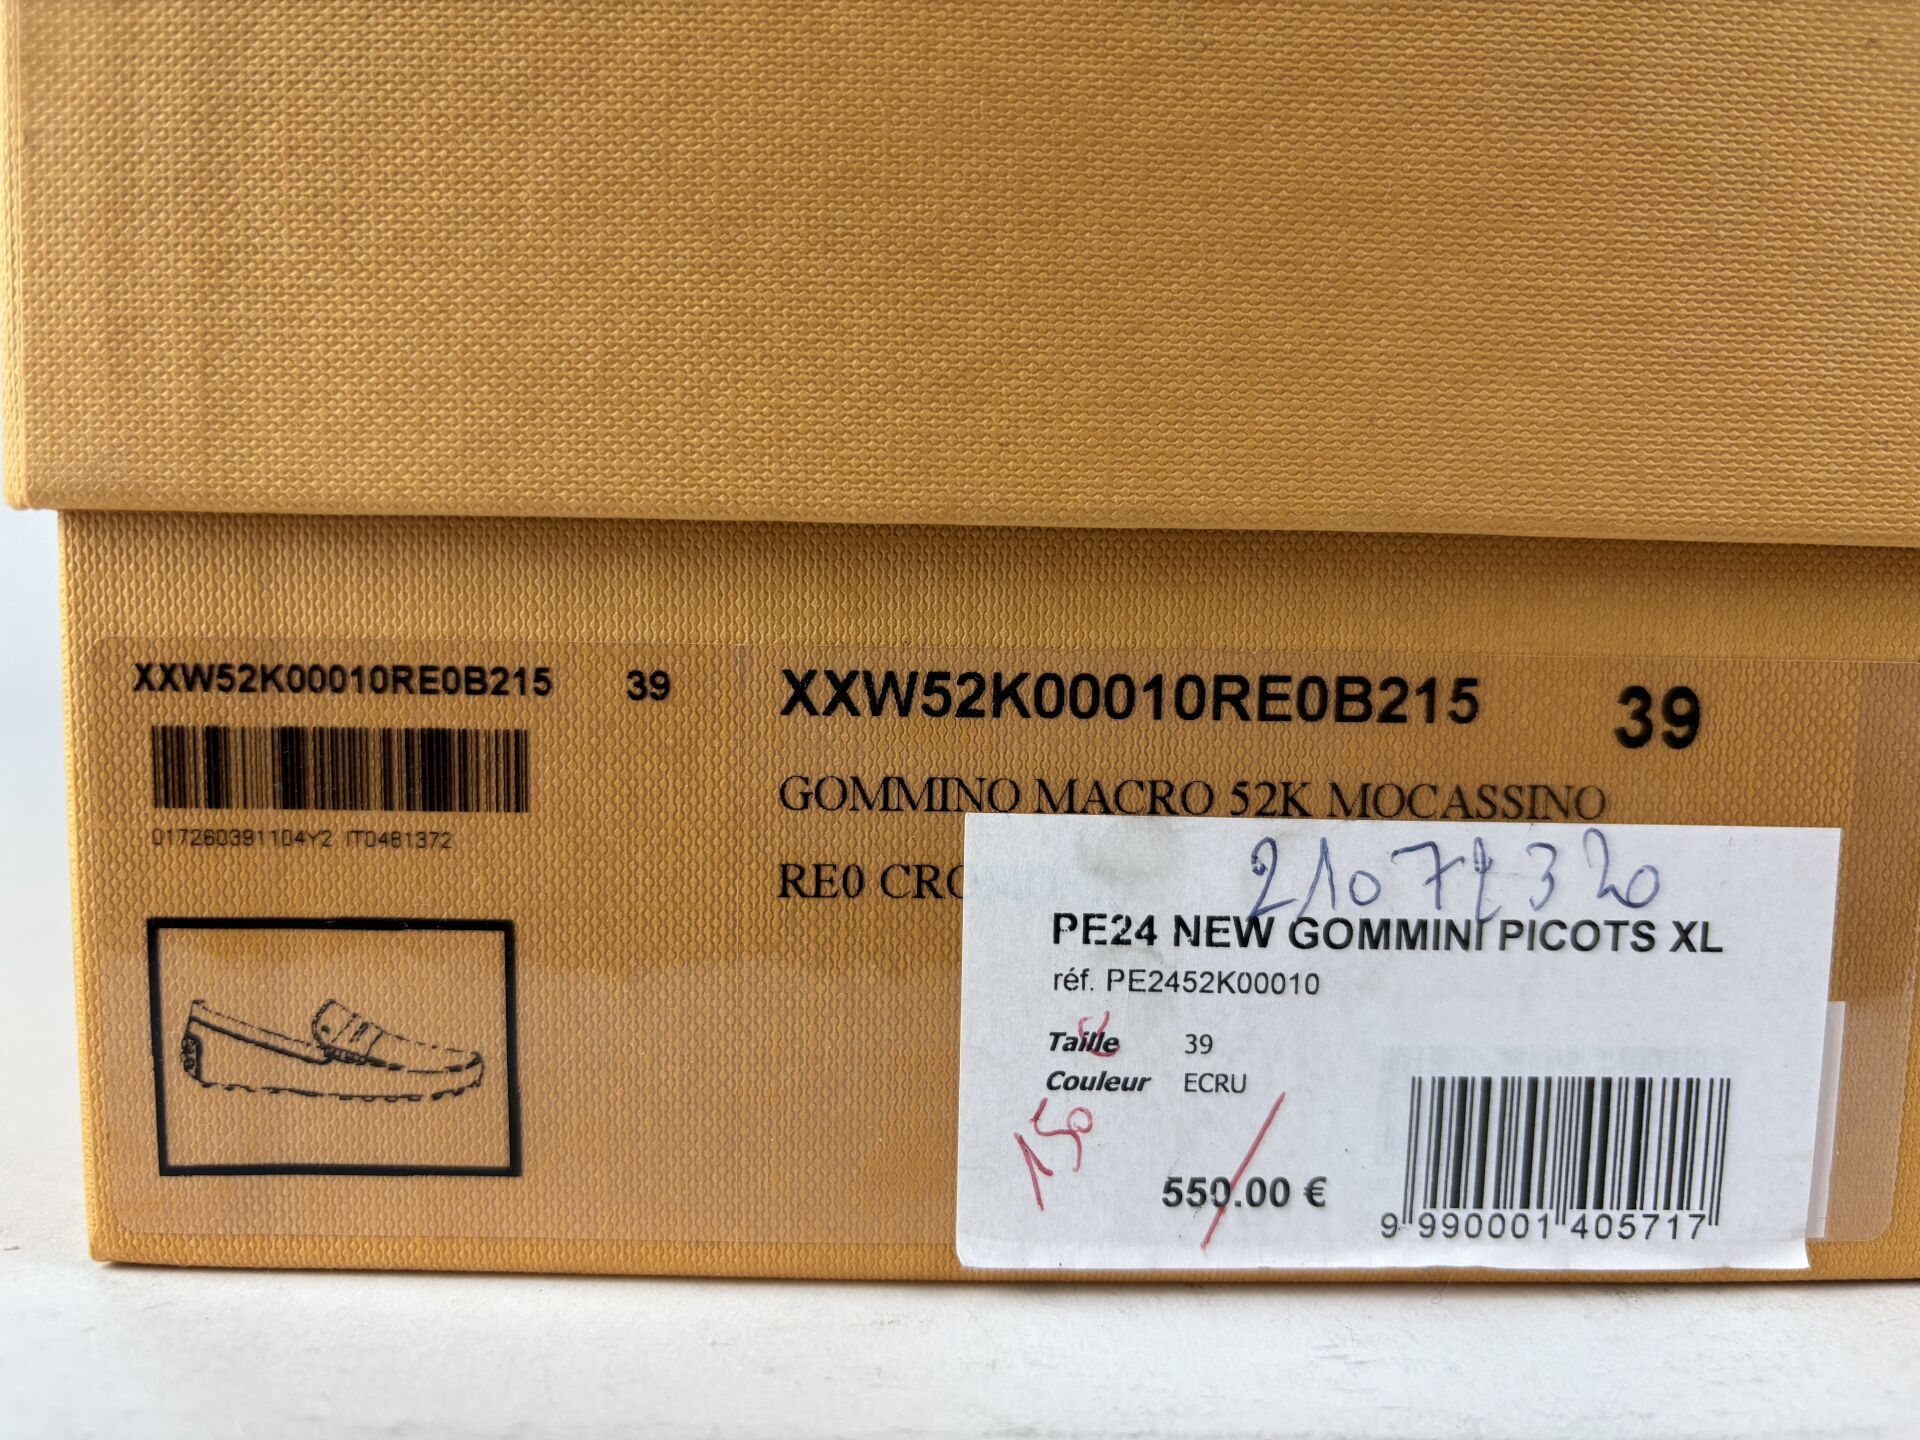 XXW52K00010RE0B215 39
017260391104Y2 IT0481372
XXW52K00010RE0B215 39
GOMMINO MACRO 52K MOCASSINO
RE0
PE24 NEW GOMMINI PICOTS XL
réf. PE2452K00010
Taille 39
Couleur ECRU
150
550.00 €
9 990001 405717